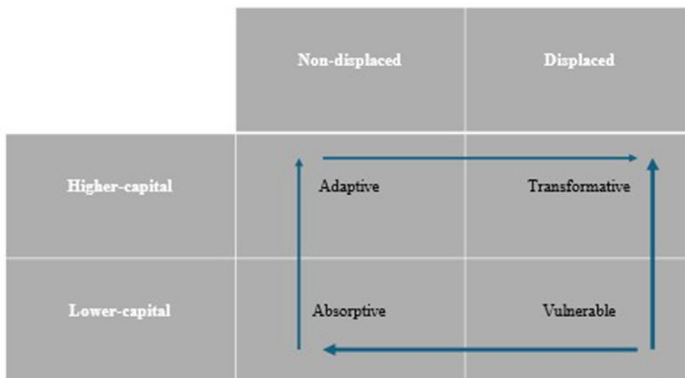 Non-displaced Displaced
Higher-capital Adaptive Transformative
Lower-capital Absorptive Vulnerable